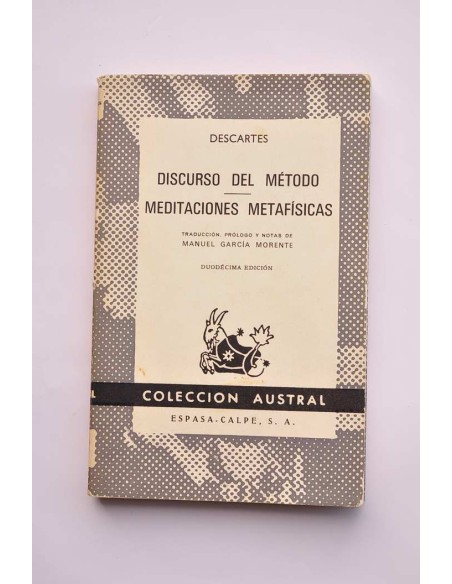 DESCARTES
DISCURSO DEL MÉTODO
MEDITACIONES METAFÍSICAS
TRADUCCIÓN, PRÓLOGO Y NOTAS DE
MANUEL GARCÍA MORENTE
DUODÉCIMA EDICIÓN
L COLECCION AUSTRAL
ESPASA-CALPE, S. A.